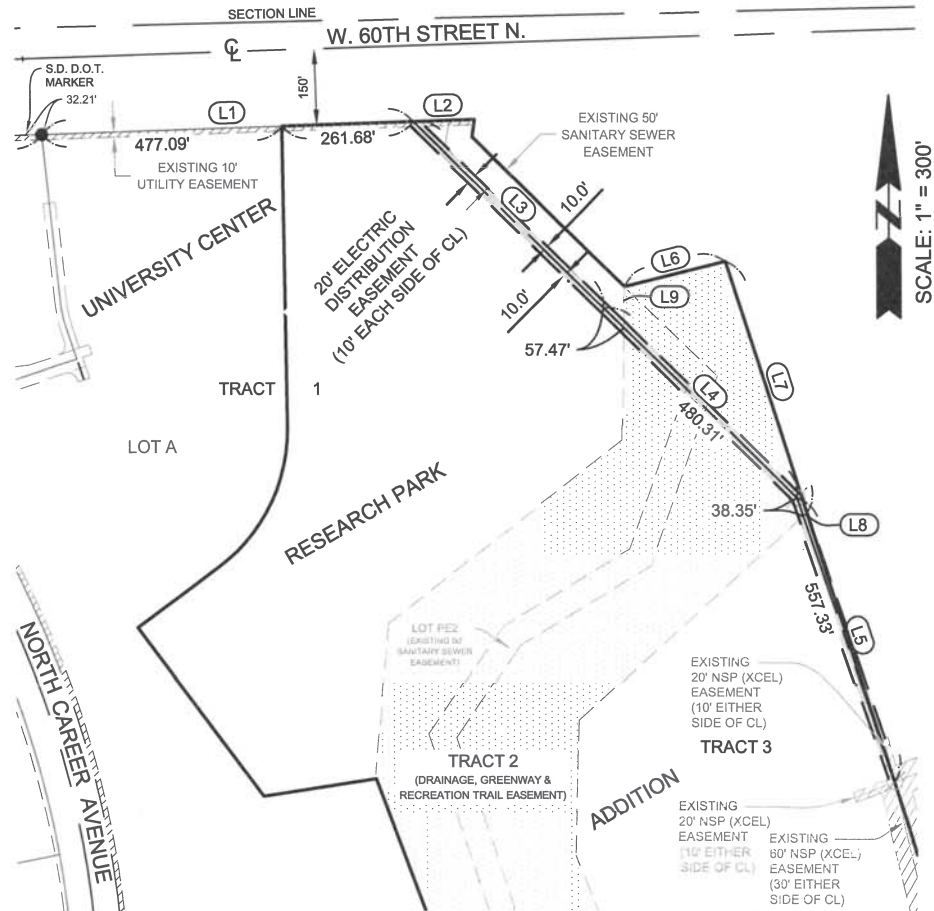 SECTION LINE
W. 60TH STREET N.
℄
S.D. D.O.T.
MARKER
32.21'
L1
150'
L2
477.09'
261.68'
EXISTING 10'
UTILITY EASEMENT
EXISTING 50'
SANITARY SEWER
EASEMENT
N
SCALE: 1" = 300'
L3
10.0'
UNIVERSITY CENTER
20' ELECTRIC
DISTRIBUTION
EASEMENT
(10' EACH SIDE OF CL)
L6
L9
10.0'
57.47'
TRACT 1
L4
480.31'
L7
LOT A
RESEARCH PARK
38.35'
L8
557.33'
L5
LOT PE2
(EXISTING 50'
SANITARY SEWER
EASEMENT)
NORTH CAREER AVENUE
EXISTING
20' NSP (XCEL)
EASEMENT
(10' EITHER
SIDE OF CL)
TRACT 3
TRACT 2
(DRAINAGE, GREENWAY &
RECREATION TRAIL EASEMENT)
ADDITION
EXISTING
20' NSP (XCEL)
EASEMENT
(10' EITHER
SIDE OF CL)
EXISTING
60' NSP (XCEL)
EASEMENT
(30' EITHER
SIDE OF CL)